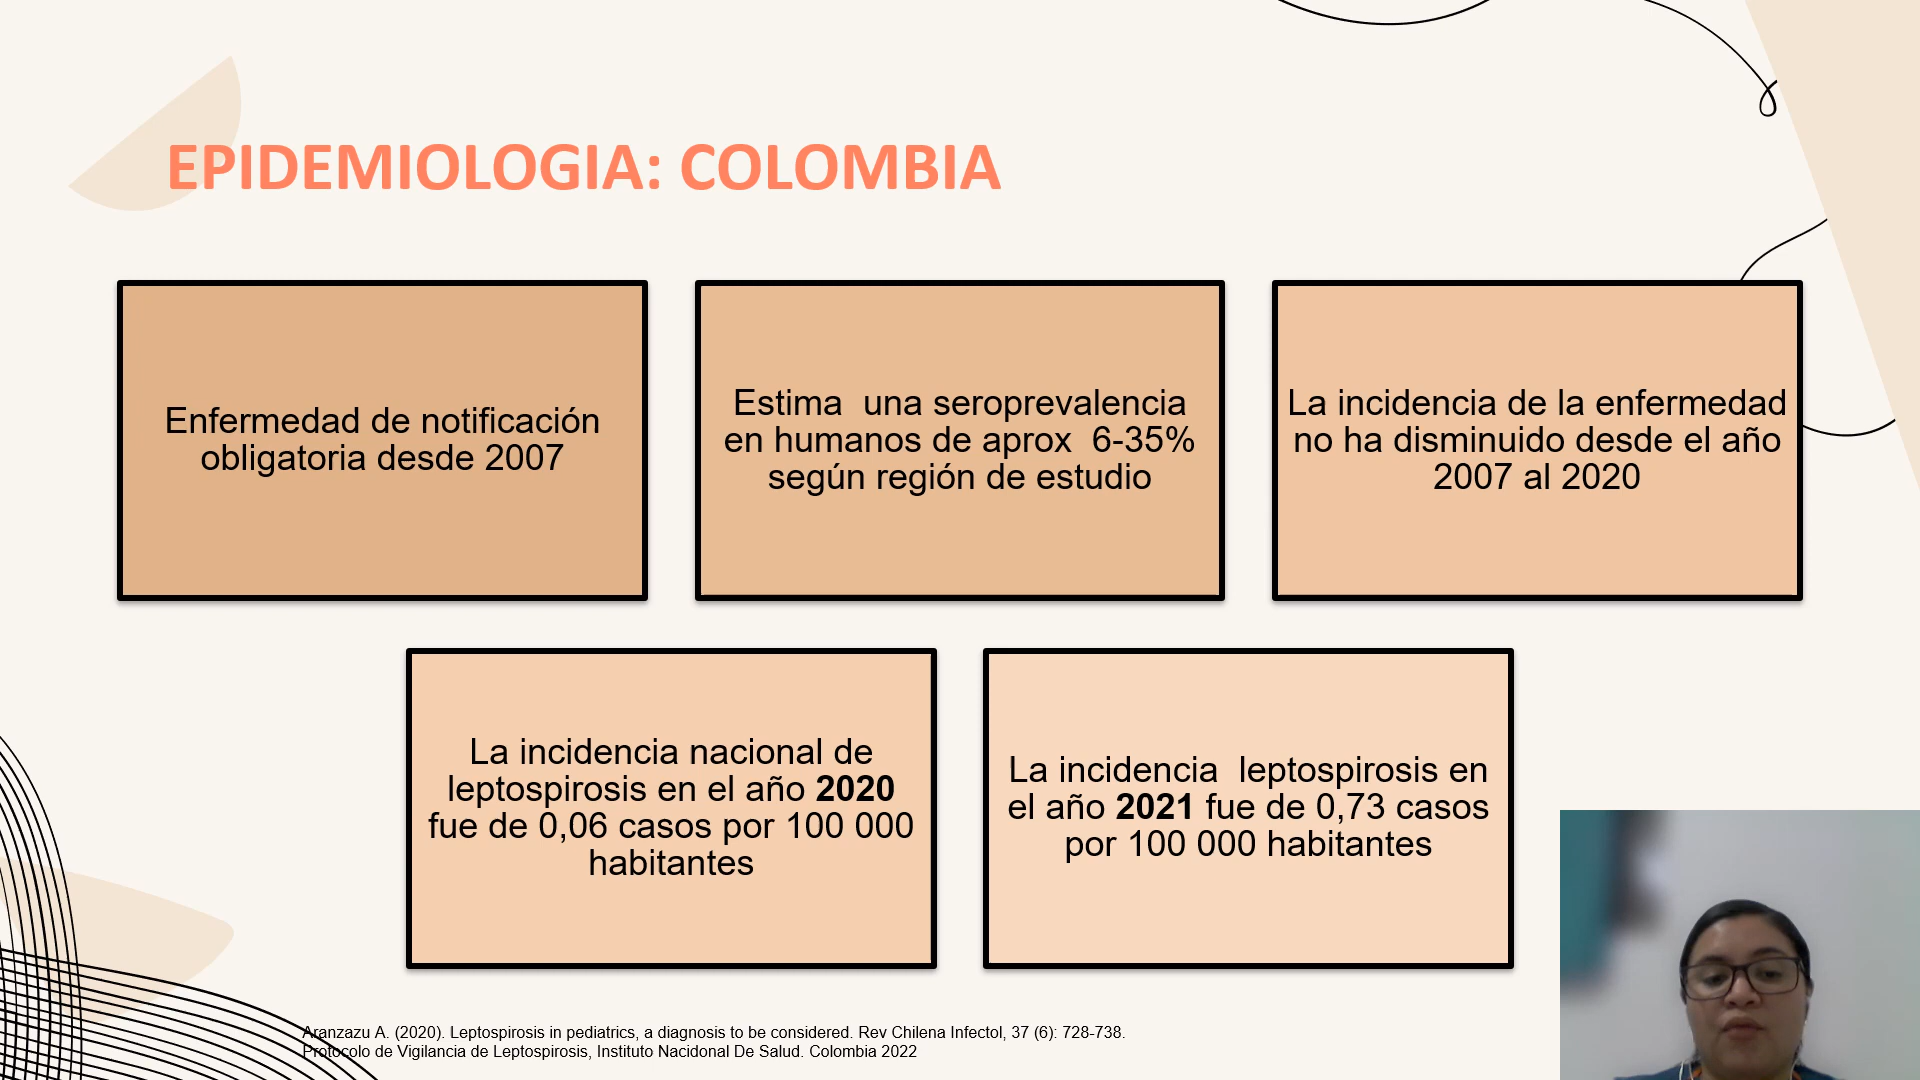 EPIDEMIOLOGIA: COLOMBIA
Enfermedad de notificación
obligatoria desde 2007
Estima  una seroprevalencia
en humanos de aprox  6-35%
según región de estudio
La incidencia de la enfermedad
no ha disminuido desde el año
2007 al 2020
La incidencia nacional de
leptospirosis en el año 2020
fue de 0,06 casos por 100 000
habitantes
La incidencia  leptospirosis en
el año 2021 fue de 0,73 casos
por 100 000 habitantes
Aranzazu A. (2020). Leptospirosis in pediatrics, a diagnosis to be considered. Rev Chilena Infectol, 37 (6): 728-738.
Protocolo de Vigilancia de Leptospirosis, Instituto Nacidonal De Salud. Colombia 2022